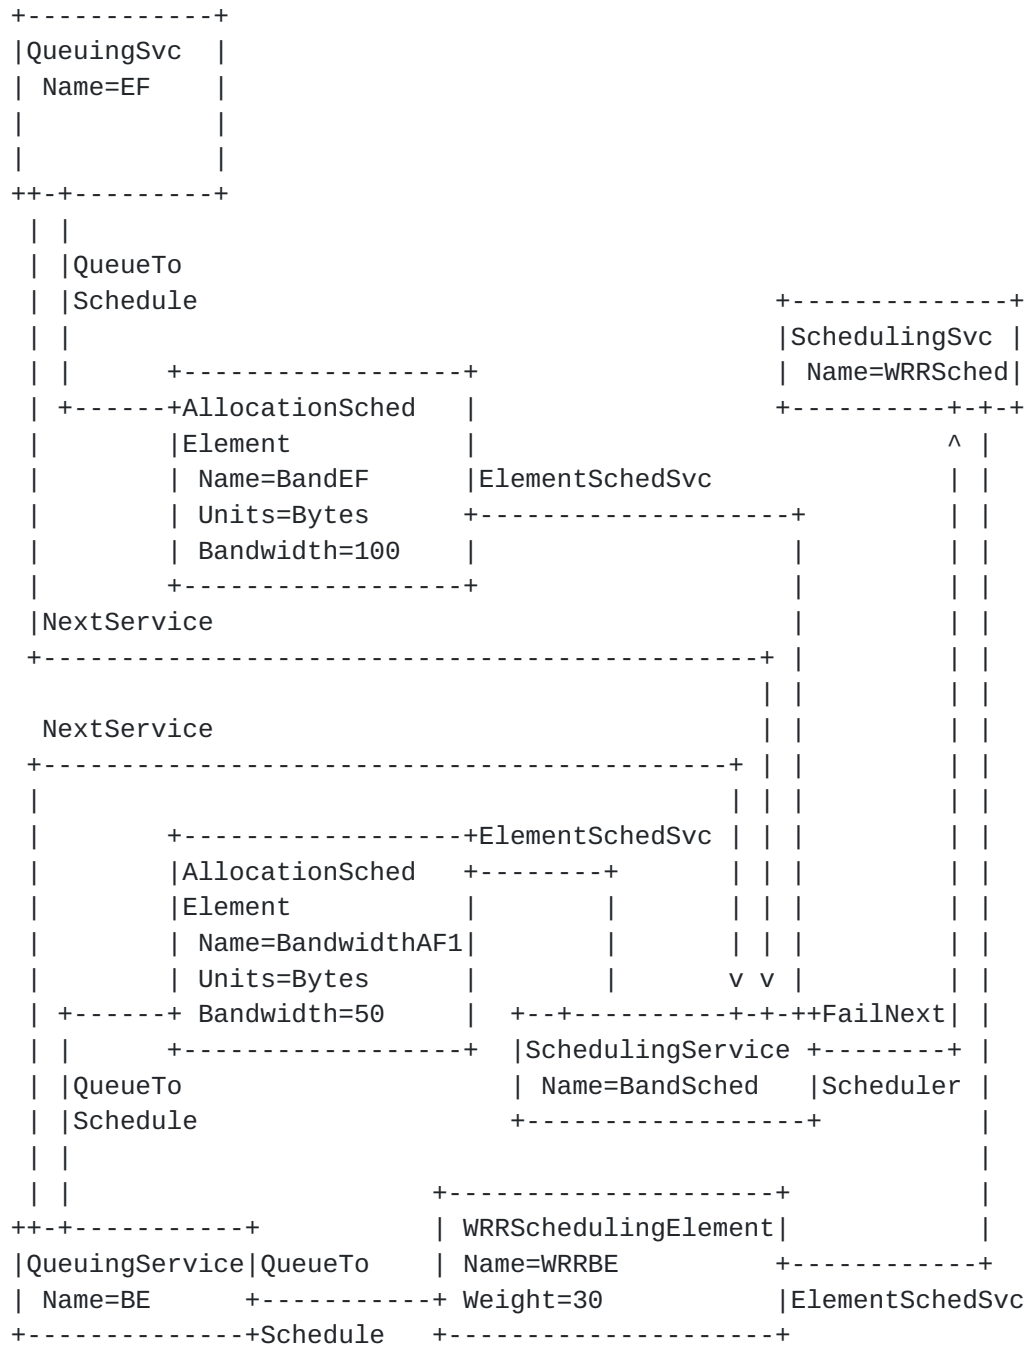 +------------+
|QueuingSvc  |
| Name=EF    |
|            |
|            |
++-+---------+
 | |
 | |QueueTo
 | |Schedule                                     +--------------+
 | |                                             |SchedulingSvc |
 | |      +------------------+                   | Name=WRRSched|
 | +------+AllocationSched   |                   +----------+-+-+
 |        |Element           |                              ^ |
 |        | Name=BandEF      |ElementSchedSvc               | |
 |        | Units=Bytes      +--------------------+         | |
 |        | Bandwidth=100    |                    |         | |
 |        +------------------+                    |         | |
 |NextService                                     |         | |
 +----------------------------------------------+ |         | |
                                                | |         | |
  NextService                                   | |         | |
 +--------------------------------------------+ | |         | |
 |                                            | | |         | |
 |        +------------------+ElementSchedSvc | | |         | |
 |        |AllocationSched   +--------+       | | |         | |
 |        |Element           |        |       | | |         | |
 |        | Name=BandwidthAF1|        |       | | |         | |
 |        | Units=Bytes      |        |       v v |         | |
 | +------+ Bandwidth=50     |  +--+----------+-+-++FailNext| |
 | |      +------------------+  |SchedulingService +--------+ |
 | |QueueTo                     | Name=BandSched   |Scheduler |
 | |Schedule                    +------------------+          |
 | |                                                          |
 | |                       +---------------------+            |
++-+-----------+           | WRRSchedulingElement|            |
|QueuingService|QueueTo    | Name=WRRBE          +------------+
| Name=BE      +-----------+ Weight=30           |ElementSchedSvc
+--------------+Schedule   +---------------------+